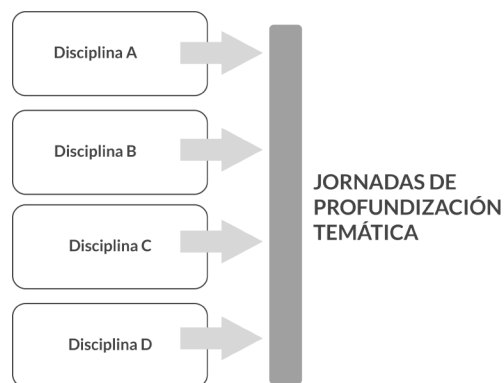 Disciplina A
Disciplina B
Disciplina C
Disciplina D
JORNADAS DE
PROFUNDIZACIÓN
TEMÁTICA